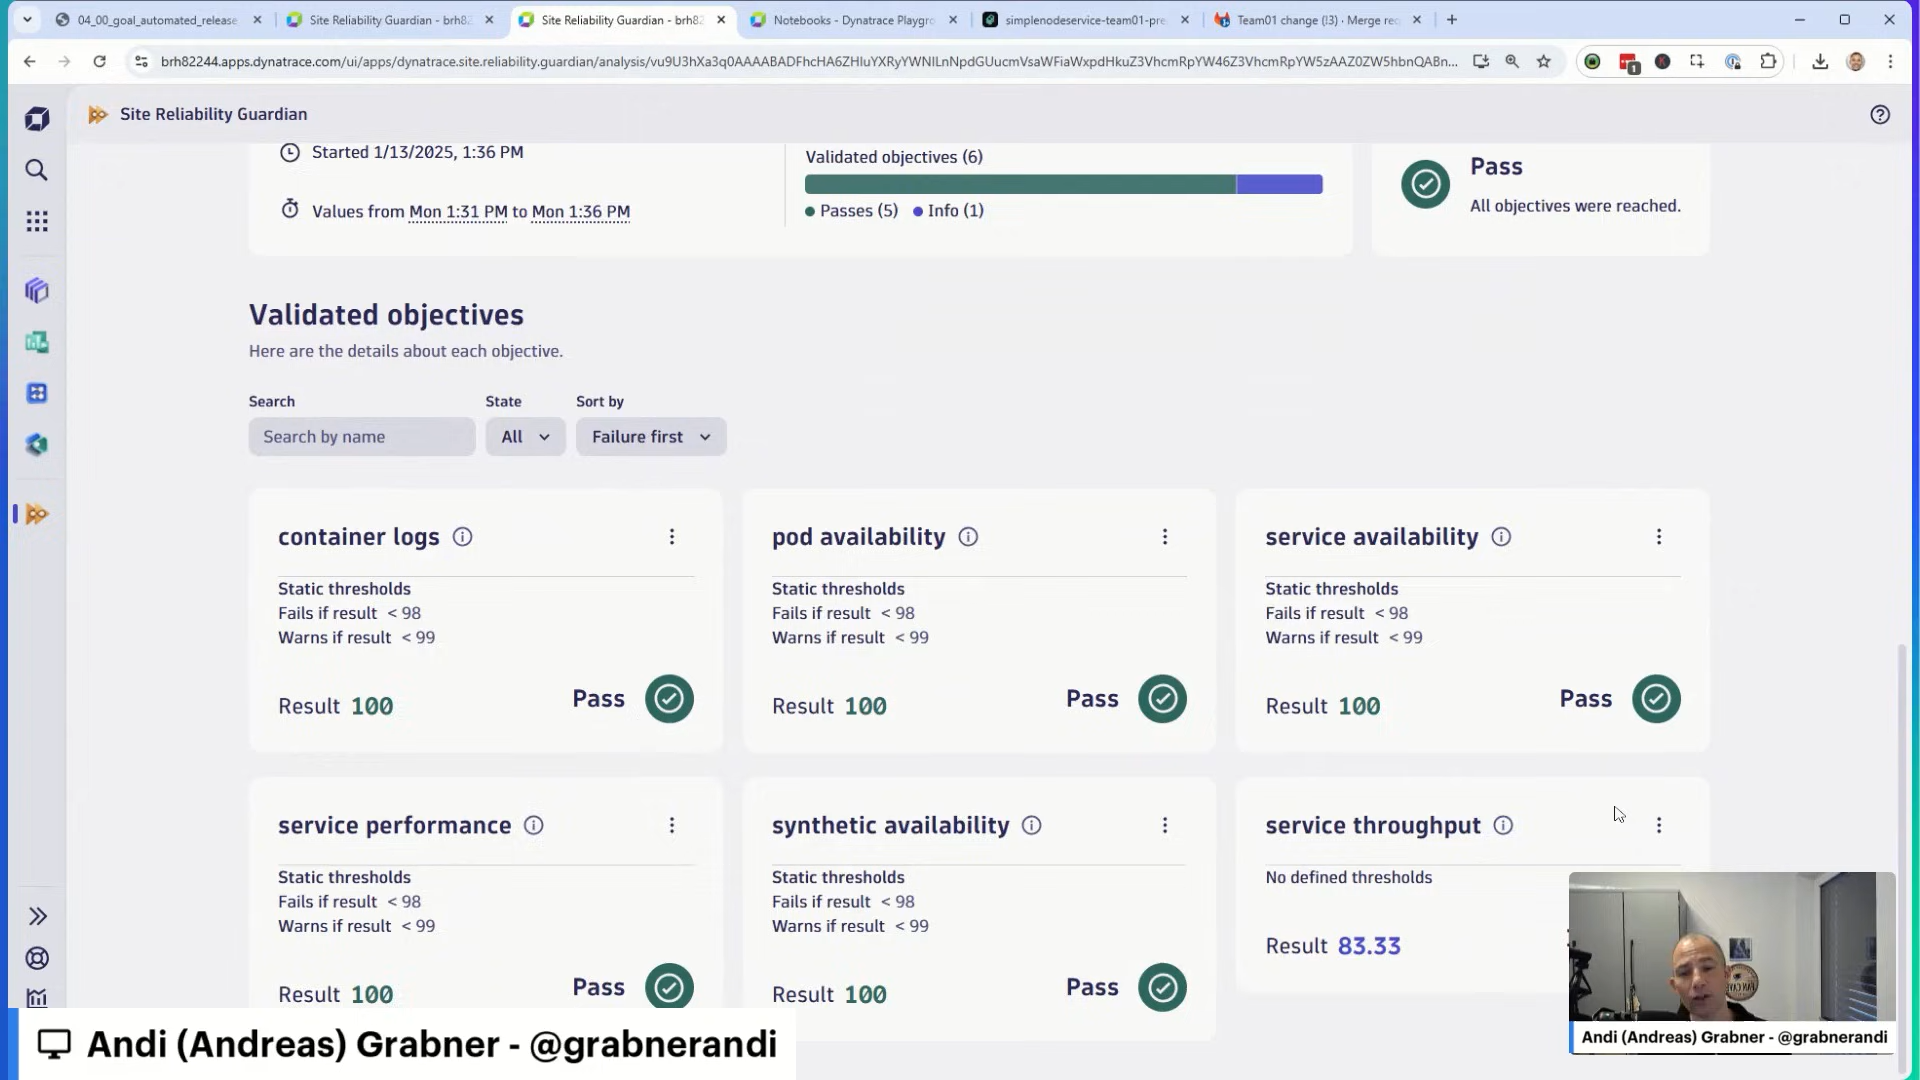 04_00_goal_automated_release
Site Reliability Guardian - brh82
Site Reliability Guardian - brh82
Notebooks - Dynatrace Playgro
simplenodeservice-team01-pre
Team01 change (!3) · Merge rec
brh82244.apps.dynatrace.com/ui/apps/dynatrace.site.reliability.guardian/analysis/
1
Site Reliability Guardian
Started 1/13/2025, 1:36 PM
Values from Mon 1:31 PM to Mon 1:36 PM
Validated objectives (6)
Passes (5) Info (1)
Pass
All objectives were reached.
Validated objectives
Here are the details about each objective.
Search State Sort by
Search by name All Failure first
container logs
Static thresholds
Fails if result < 98
Warns if result < 99
Result 100 Pass
pod availability
Static thresholds
Fails if result < 98
Warns if result < 99
Result 100 Pass
service availability
Static thresholds
Fails if result < 98
Warns if result < 99
Result 100 Pass
service performance
Static thresholds
Fails if result < 98
Warns if result < 99
Result 100 Pass
synthetic availability
Static thresholds
Fails if result < 98
Warns if result < 99
Result 100 Pass
service throughput
No defined thresholds
Result 83.33
Andi (Andreas) Grabner - @grabnerandi
Andi (Andreas) Grabner - @grabnerandi